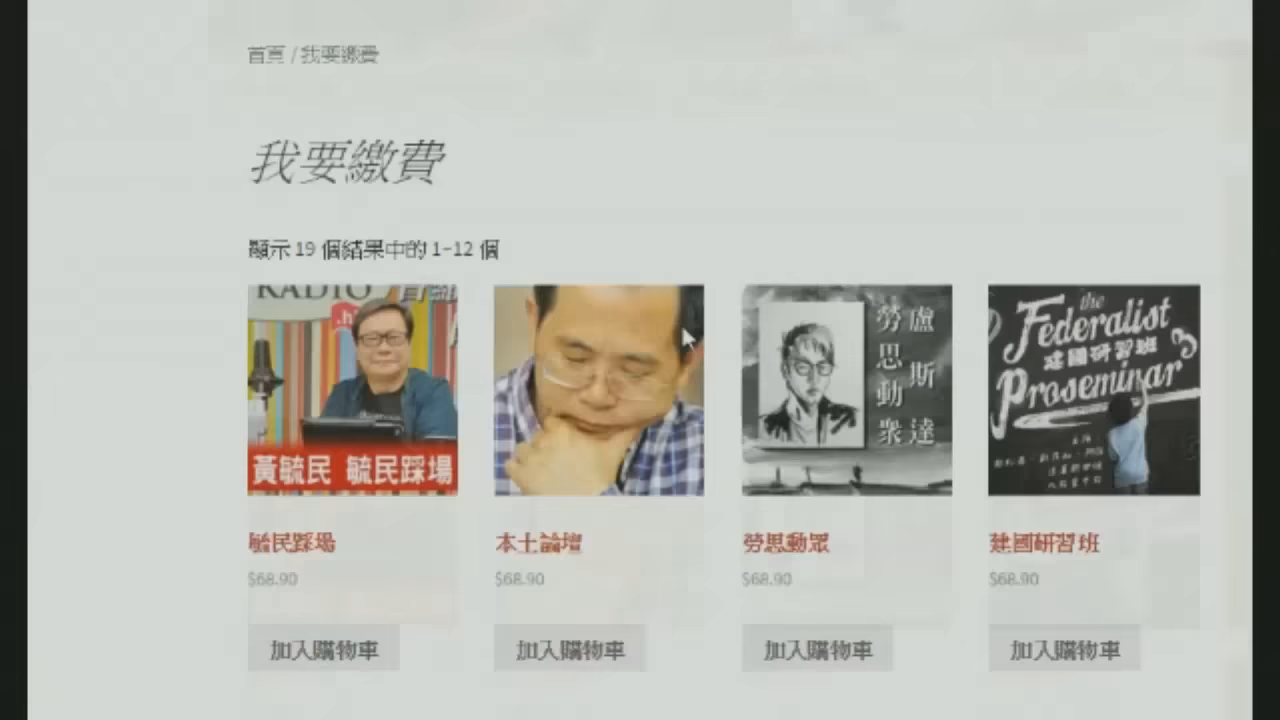 首頁 / 我要繳費
我要繳費
顯示 19 個結果中的 1–12 個
RADIO
.h
黃毓民 毓民踩場
盧斯達
勞思動衆
the
Federalist
建國研習班
Proseminar
毓民踩場
本土論壇
勞思動眾
建國研習班
$68.90
$68.90
$68.90
$68.90
加入購物車
加入購物車
加入購物車
加入購物車